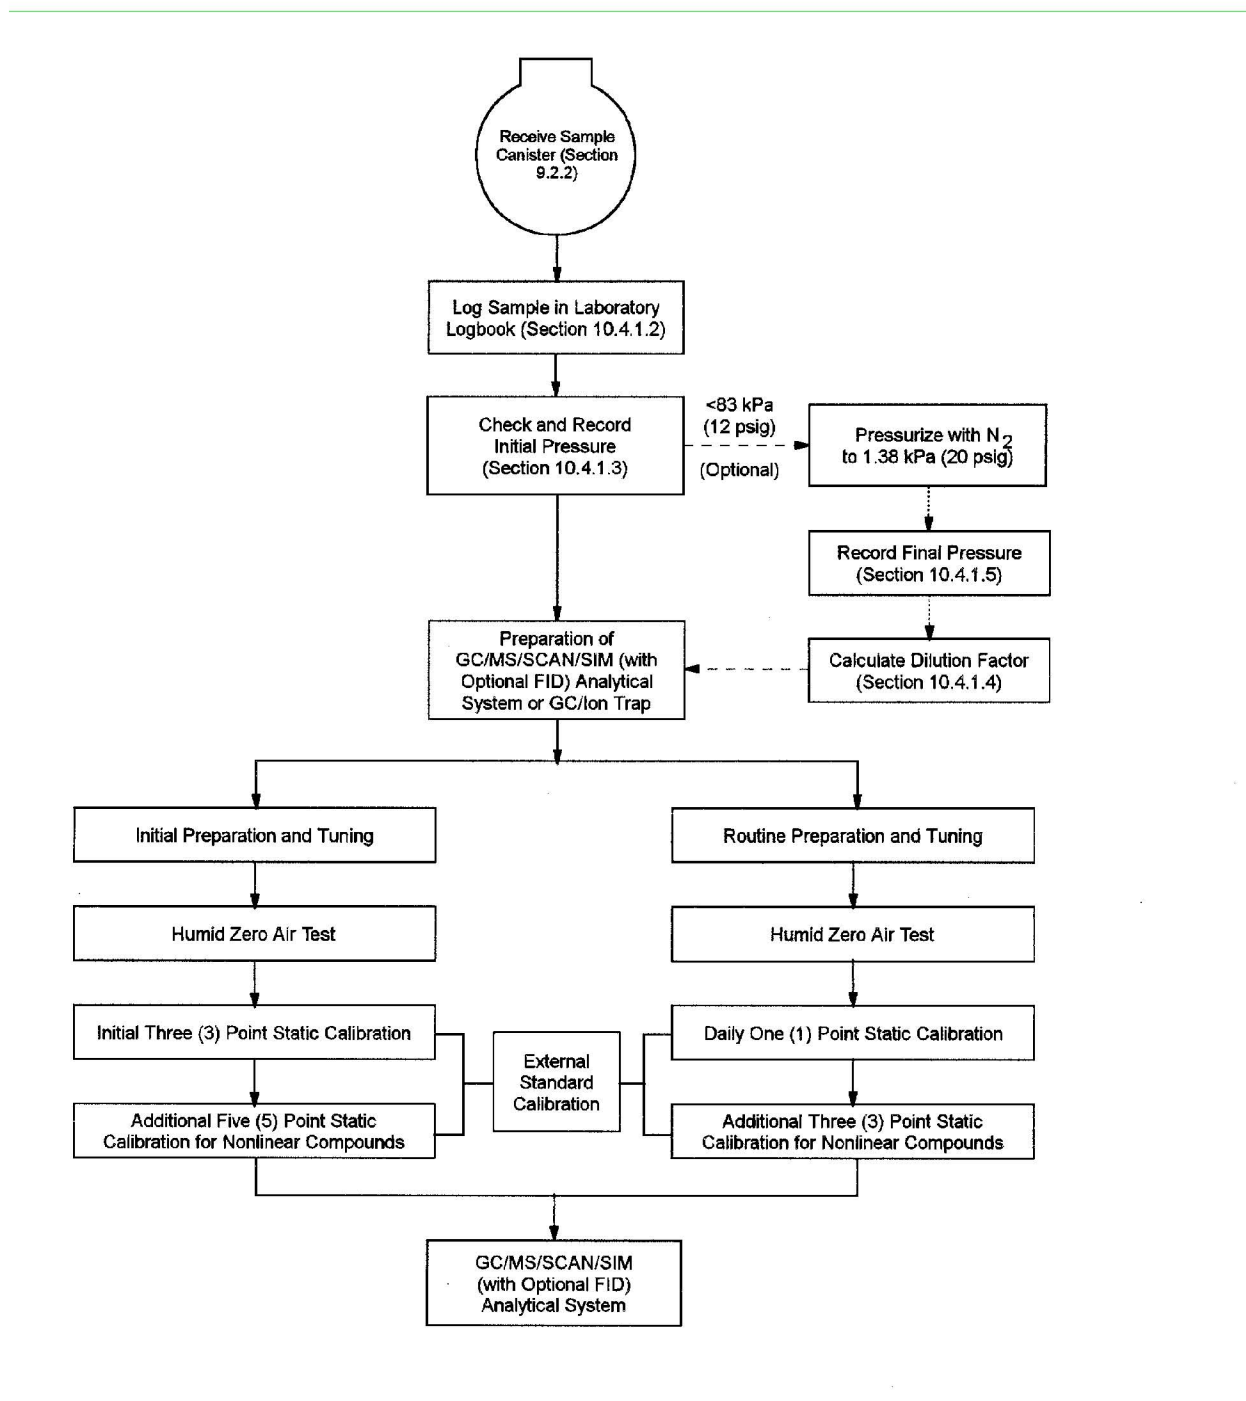 Receive Sample
Canister (Section
9.2.2)
Log Sample in Laboratory
Logbook (Section 10.4.1.2)
Check and Record
Initial Pressure
(Section 10.4.1.3)
<83 kPa
(12 psig)
(Optional)
Pressurize with N2
to 1.38 kPa (20 psig)
Record Final Pressure
(Section 10.4.1.5)
Calculate Dilution Factor
(Section 10.4.1.4)
Preparation of
GC/MS/SCAN/SIM (with
Optional FID) Analytical
System or GC/Ion Trap
Initial Preparation and Tuning
Routine Preparation and Tuning
Humid Zero Air Test
Humid Zero Air Test
Initial Three (3) Point Static Calibration
External
Standard
Calibration
Daily One (1) Point Static Calibration
Additional Five (5) Point Static
Calibration for Nonlinear Compounds
Additional Three (3) Point Static
Calibration for Nonlinear Compounds
GC/MS/SCAN/SIM
(with Optional FID)
Analytical System